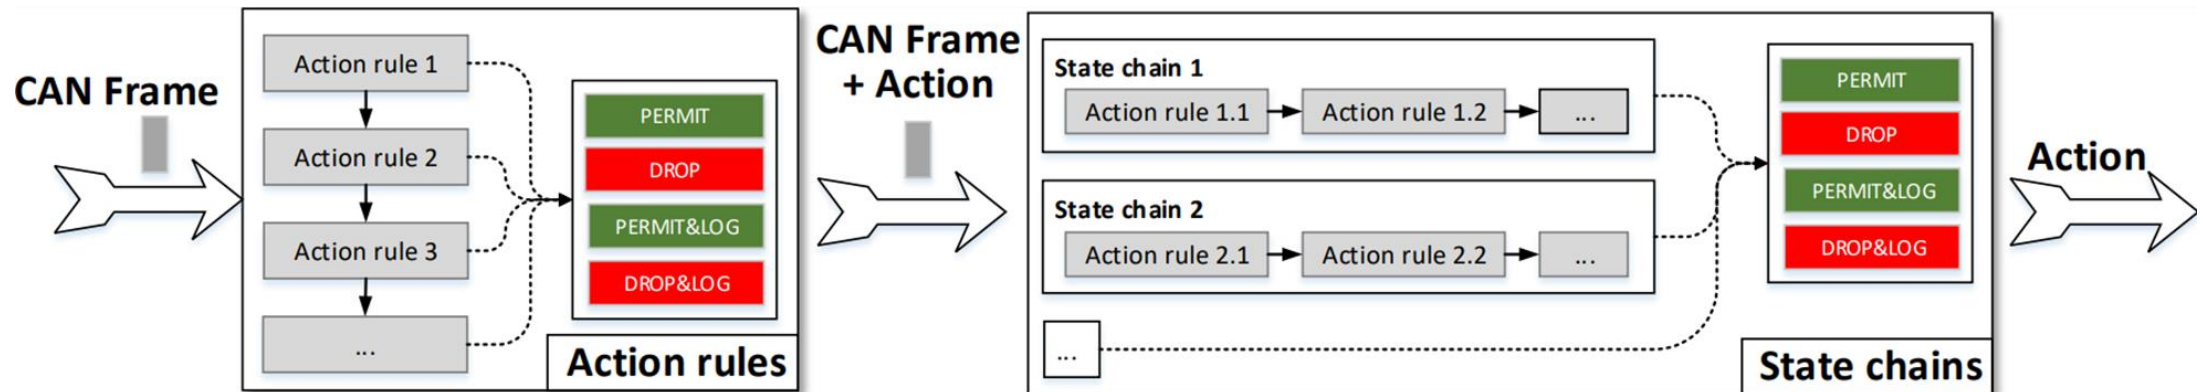 CAN Frame
Action rule 1
Action rule 2
Action rule 3
...
PERMIT
DROP
PERMIT&LOG
DROP&LOG
Action rules
CAN Frame
+ Action
State chain 1
Action rule 1.1
Action rule 1.2
...
State chain 2
Action rule 2.1
Action rule 2.2
...
...
PERMIT
DROP
PERMIT&LOG
DROP&LOG
State chains
Action